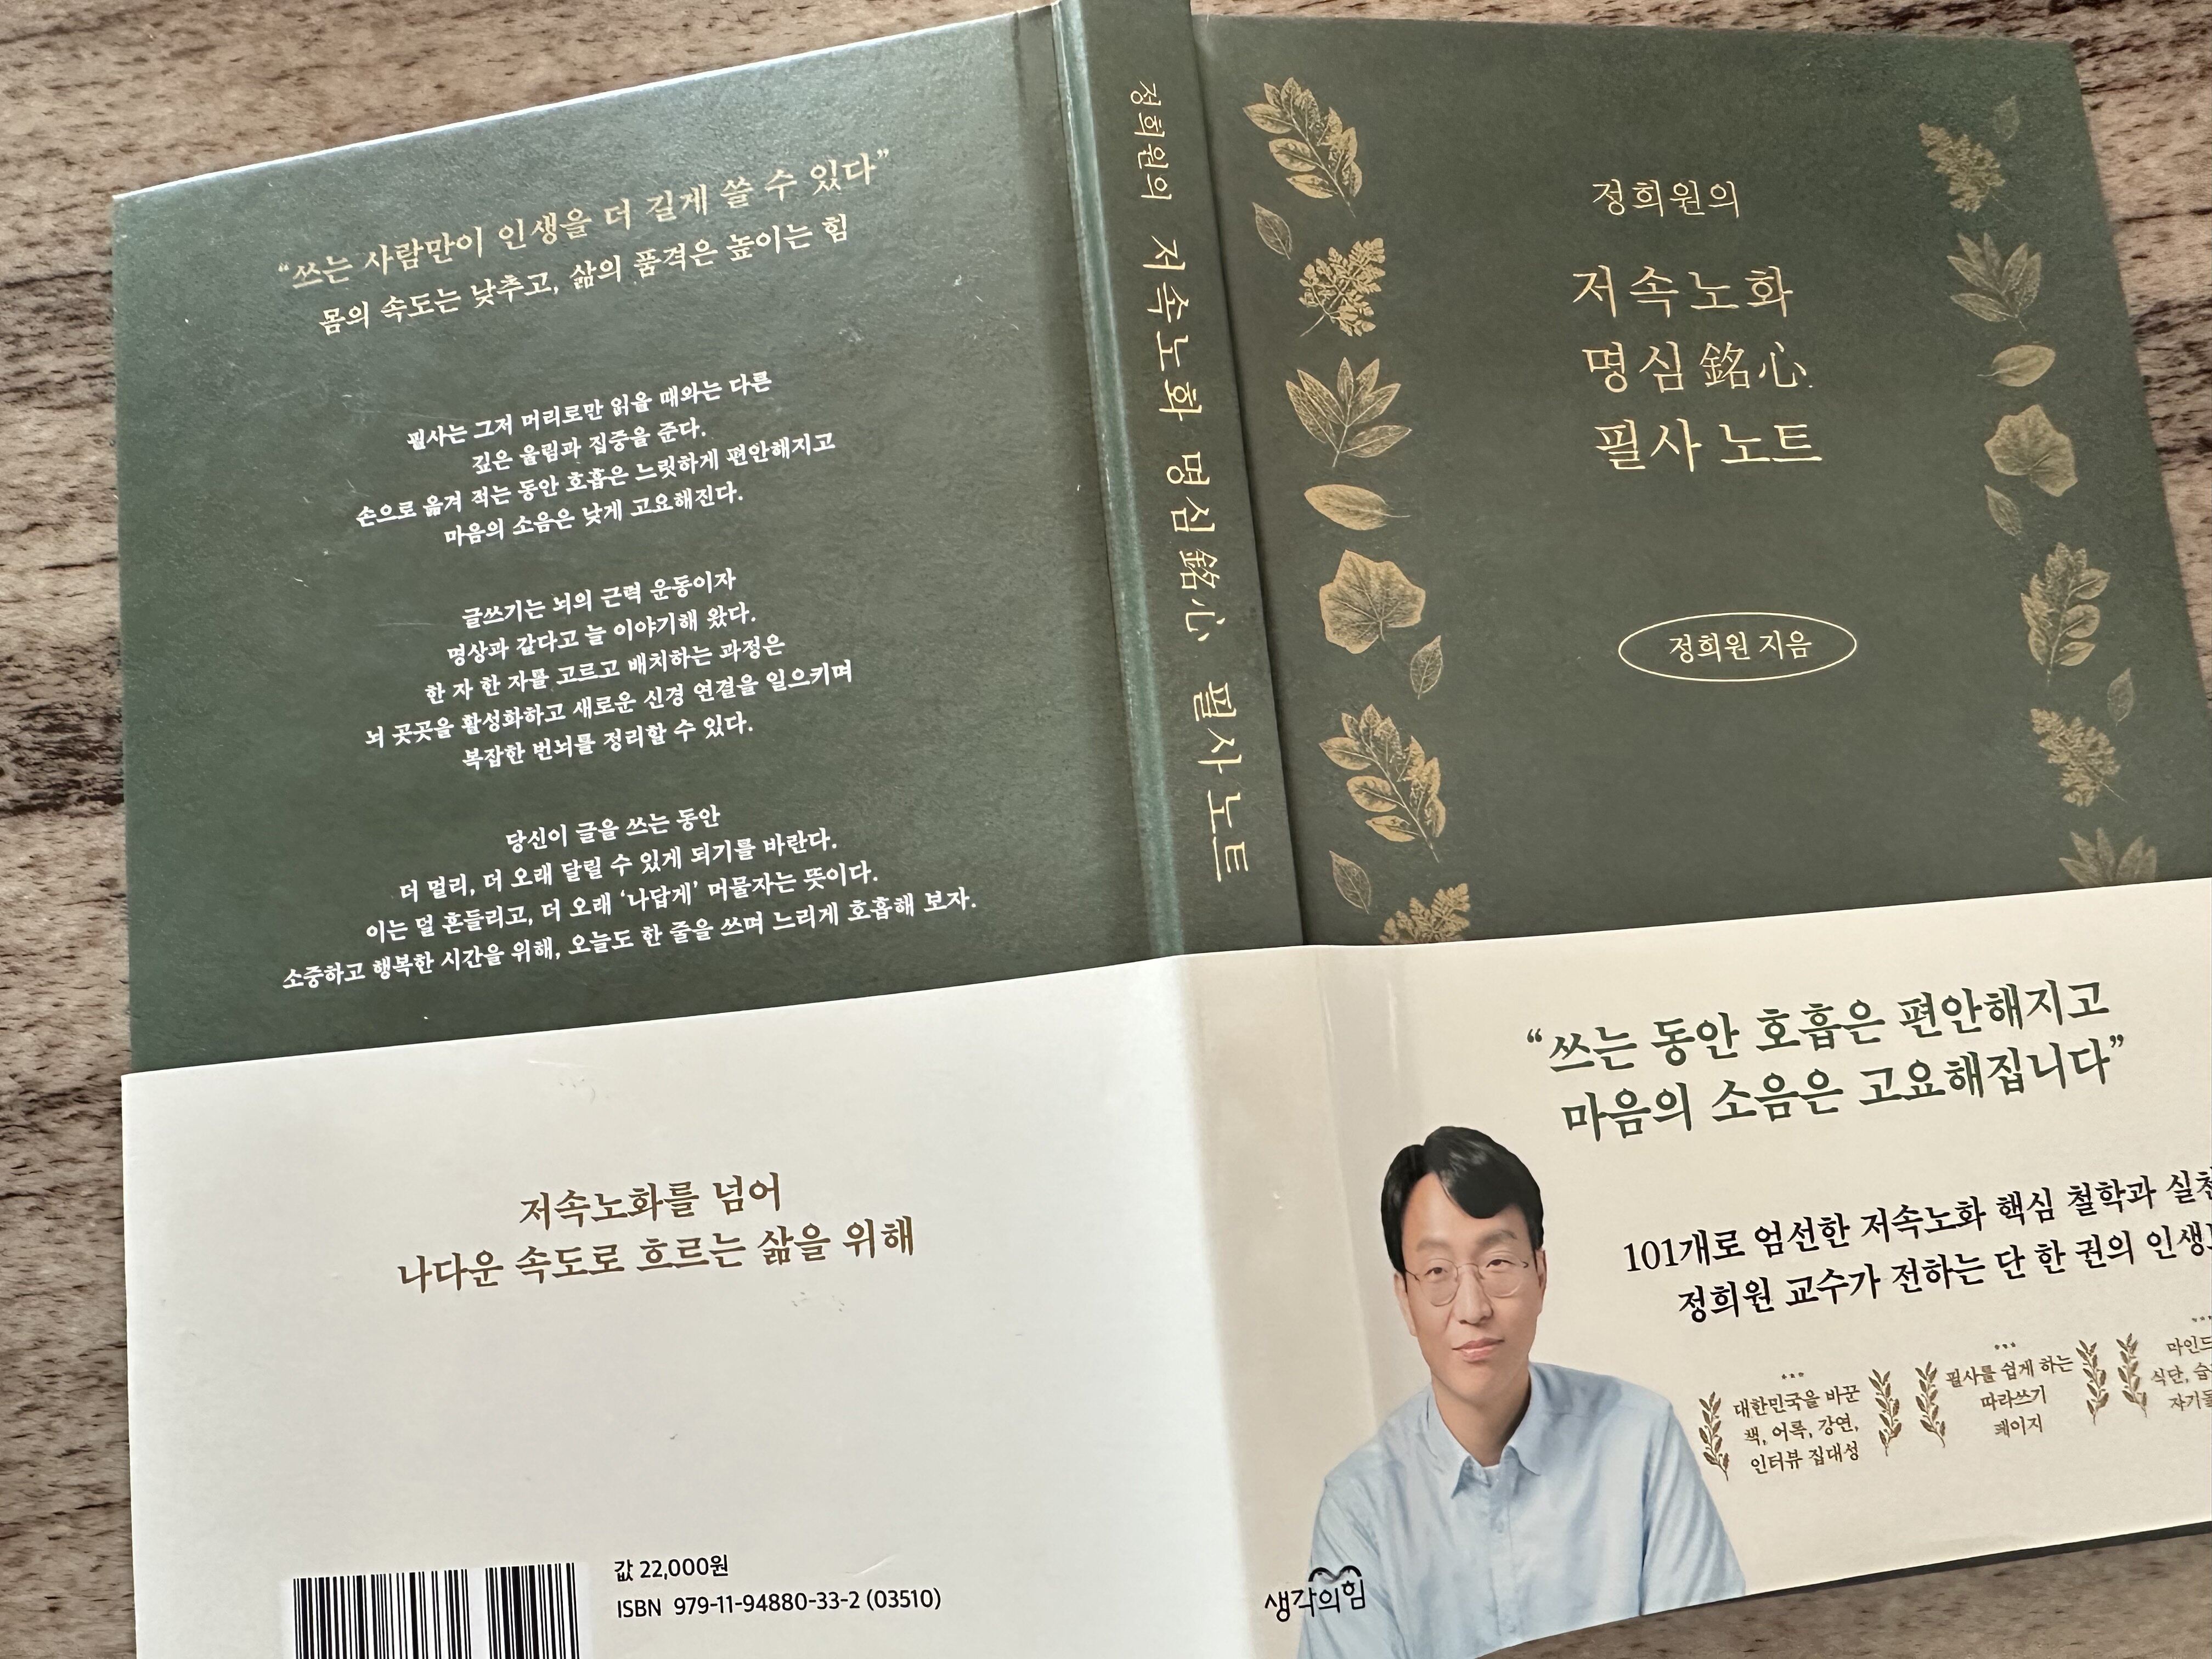 “쓰는 사람만이 인생을 더 길게 쓸 수 있다”
몸의 속도는 낮추고, 삶의 품격은 높이는 힘
필사는 그저 머리로만 읽을 때와는 다른
깊은 울림과 집중을 준다.
손으로 옮겨 적는 동안 호흡은 느릿하게 편안해지고
마음의 소음은 낮게 고요해진다.
글쓰기는 뇌의 근력 운동이자
명상과 같다고 늘 이야기해 왔다.
한 자 한 자를 고르고 배치하는 과정은
뇌 곳곳을 활성화하고 새로운 신경 연결을 일으키며
복잡한 번뇌를 정리할 수 있다.
당신이 글을 쓰는 동안
더 멀리, 더 오래 달릴 수 있게 되기를 바란다.
이는 덜 흔들리고, 더 오래 ‘나답게’ 머물자는 뜻이다.
소중하고 행복한 시간을 위해, 오늘도 한 줄을 쓰며 느리게 호흡해 보자.
저속노화를 넘어
나다운 속도로 흐르는 삶을 위해
값 22,000원
ISBN 979-11-94880-33-2 (03510)
정희원의 저속노화 명심 銘心 필사 노트
정희원의
저속노화
명심 銘心
필사 노트
정희원 지음
“쓰는 동안 호흡은 편안해지고
마음의 소음은 고요해집니다”
101개로 엄선한 저속노화 핵심 철학과
정희원 교수가 전하는 단 한 권의
대한민국을 바꾼
책, 어록, 강연,
인터뷰 집대성
필사를 쉽게 하는
따라쓰기
페이지
식단,
생각의힘